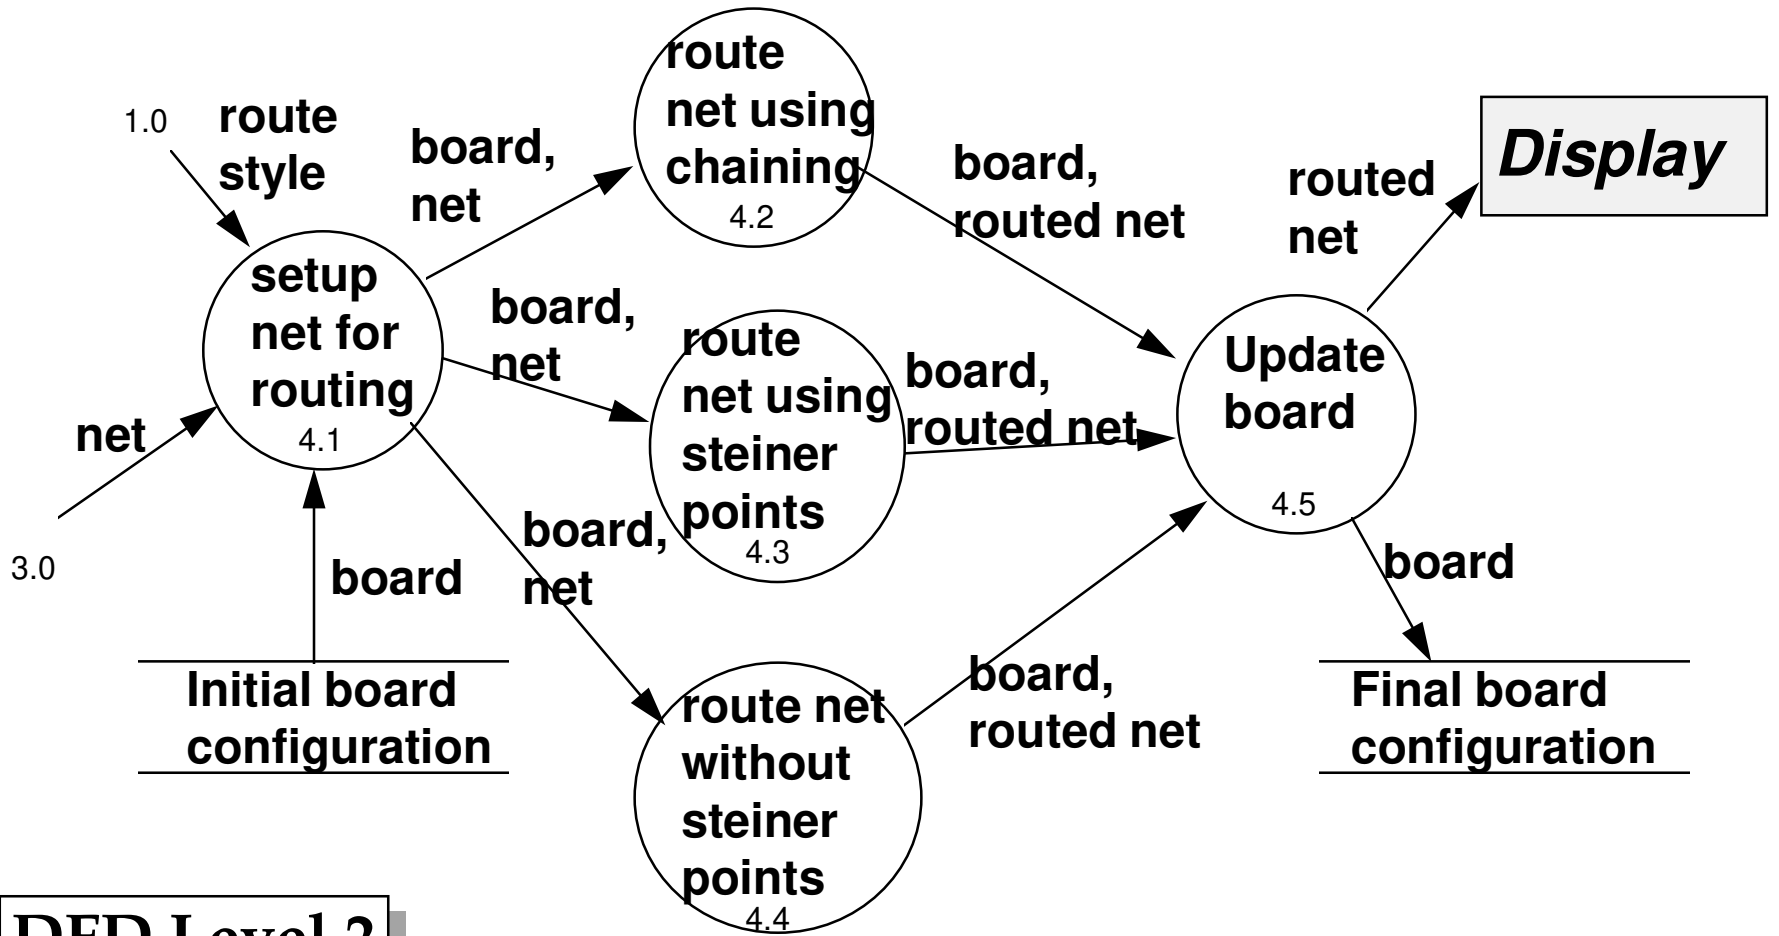 route
net using
chaining
4.2
1.0
route
style
board,
net
board,
routed net
routed
net
Display
setup
net for
routing
4.1
board,
net
route
net using
steiner
points
4.3
board,
routed net
Update
board
4.5
net
3.0
board
board,
net
board
Initial board
configuration
route net
without
steiner
points
4.4
board,
routed net
Final board
configuration
DFD Level 2